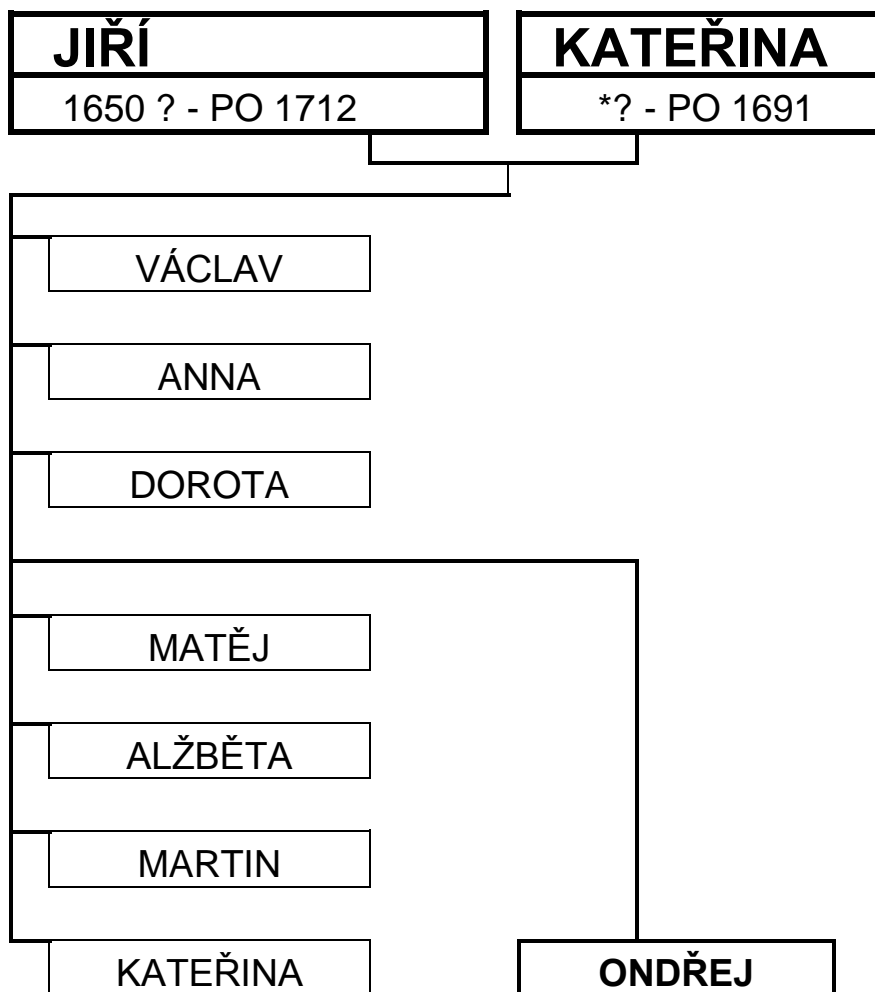 JIŘÍ
1650 ? - PO 1712
KATEŘINA
*? - PO 1691
VÁCLAV
ANNA
DOROTA
MATĚJ
ALŽBĚTA
MARTIN
KATEŘINA
ONDŘEJ